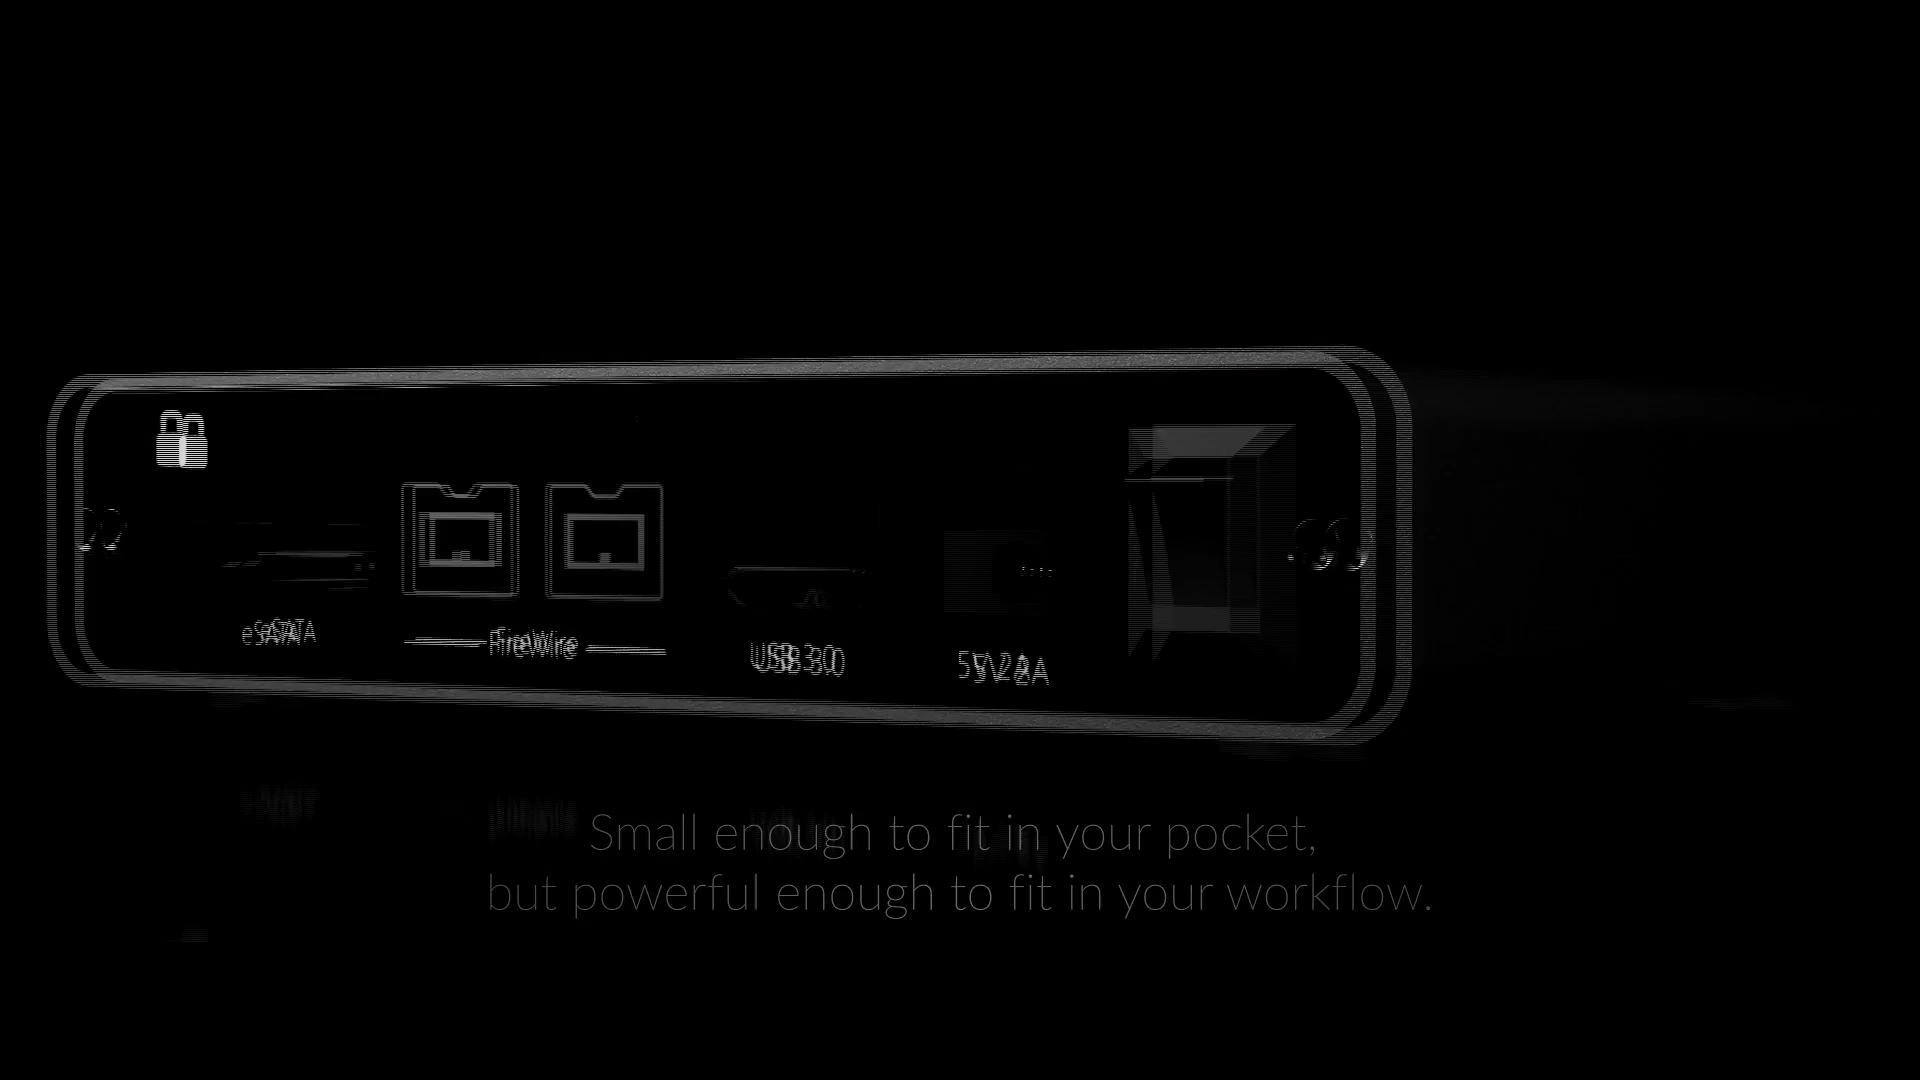 eSATA
FireWire
USB 3.0
5V/2A
Small enough to fit in your pocket,
but powerful enough to fit in your workflow.